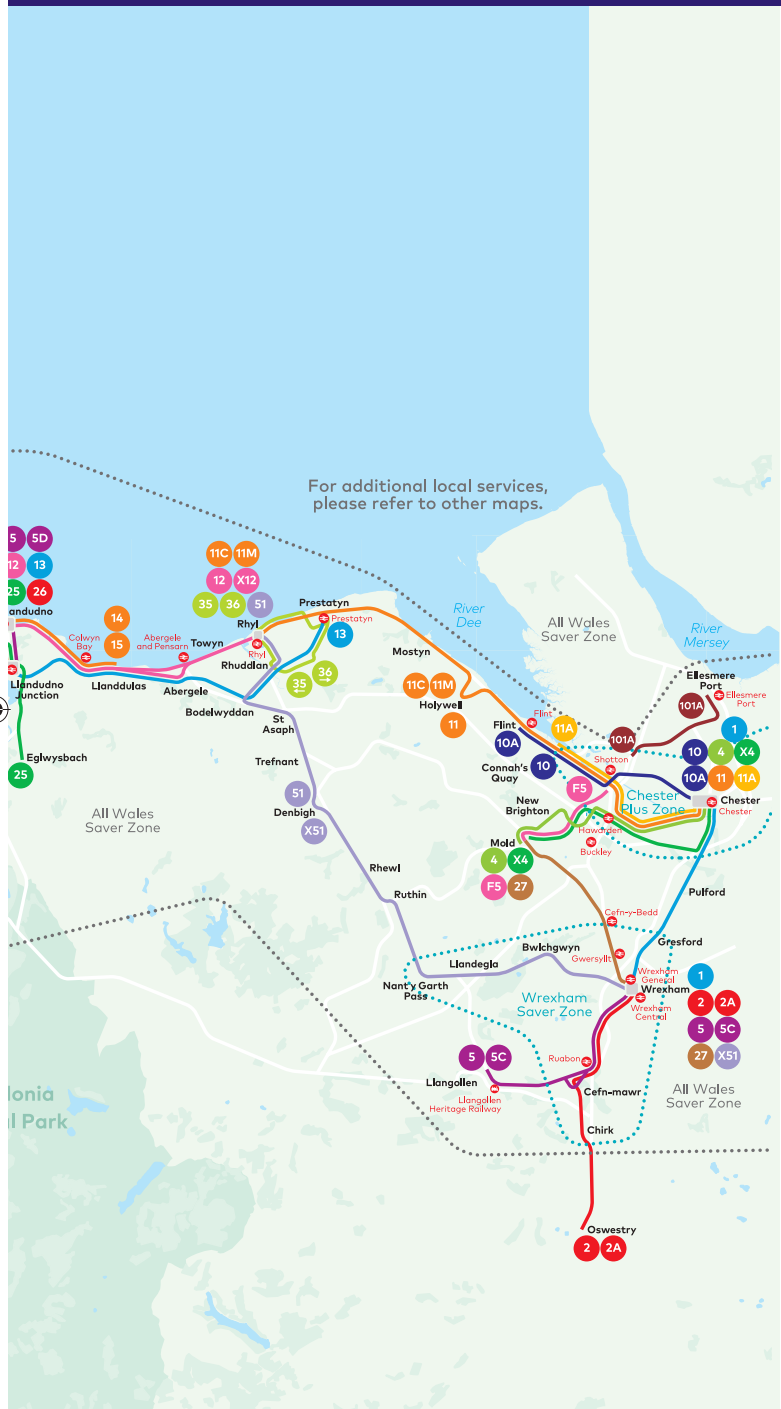 For additional local services,
please refer to other maps.
5 5D
12 13
25 26
andudno
Llandudno
Junction
Eglwysbach
25
14
15
Colwyn
Bay
Llanddulas
Abergele
and Pensarn
Abergele
Towyn
11C 11M
12 X12
35 36 51
Rhyl
Rhyl
Rhuddlan
Bodelwyddan
Prestatyn
Prestatyn
13
35
36
St
Asaph
Trefnant
51
Denbigh
X51
Rhewl
Ruthin
All Wales
Saver Zone
Mostyn
11C 11M
Holywell
11
River
Dee
All Wales
Saver Zone
River
Mersey
Ellesmere
Port
Ellesmere
Port
101A
101A
Flint
Flint
11A
10A
Connah's
Quay
10
Shotton
F5
1
10 4 X4
10A 11 11A
Chester
Chester
Chester
Plus Zone
New
Brighton
Hawarden
Buckley
Mold
4 X4
F5 27
Pulford
Cefn-y-Bedd
Gresford
Gwersyllt
Bwlchgwyn
Llandegla
Nant y Garth
Pass
Wrexham
General
Wrexham
Wrexham
Central
1
2 2A
5 5C
27 X51
Wrexham
Saver Zone
All Wales
Saver Zone
5 5C
Ruabon
Llangollen
Llangollen
Heritage Railway
Cefn-mawr
Chirk
Oswestry
2 2A
donia
al Park